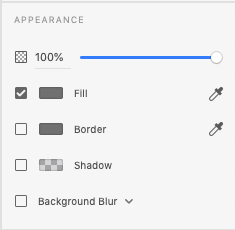 APPEARANCE
100%
Fill
Border
Shadow
Background Blur